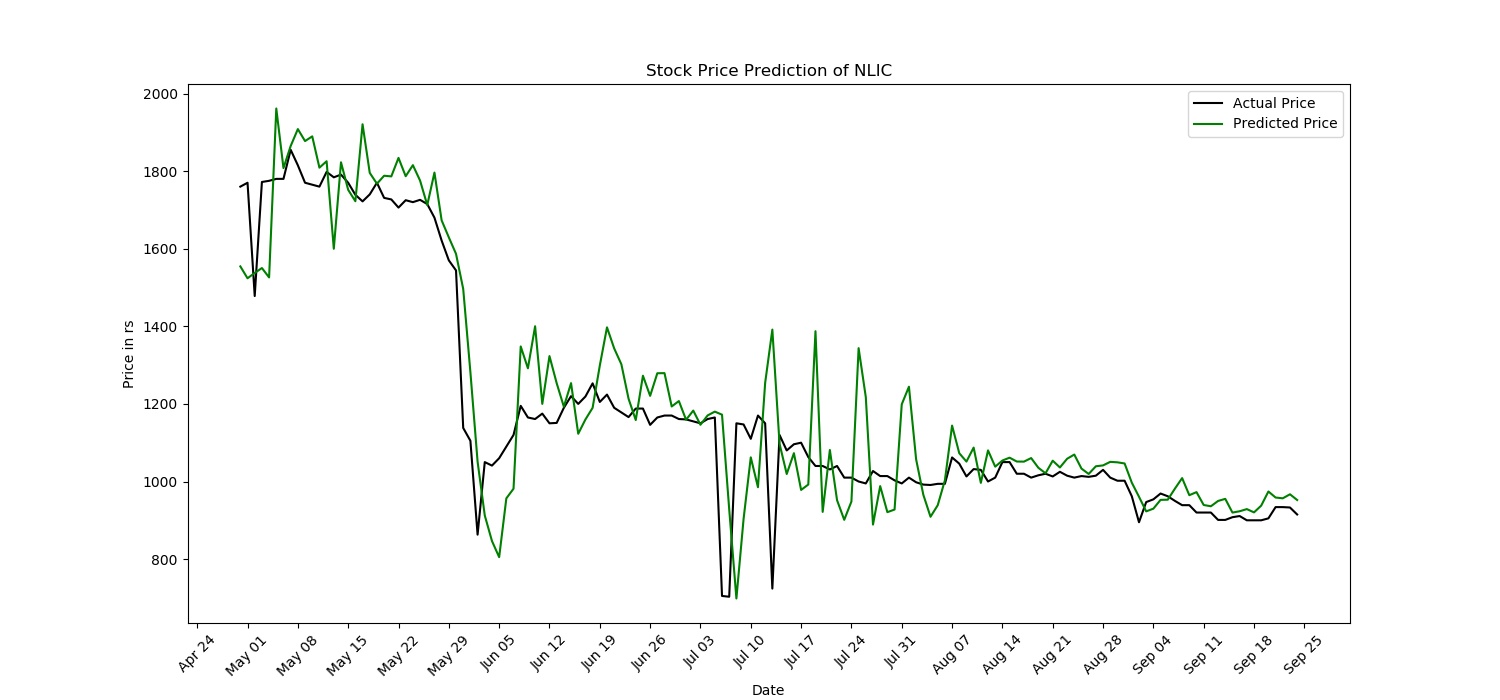 Stock Price Prediction of NLIC
Actual Price
Predicted Price
Price in rs
2000
1800
1600
1400
1200
1000
800
Apr 24
May 01
May 08
May 15
May 22
May 29
Jun 05
Jun 12
Jun 19
Jun 26
Jul 03
Jul 10
Jul 17
Jul 24
Jul 31
Aug 07
Aug 14
Aug 21
Aug 28
Sep 04
Sep 11
Sep 18
Sep 25
Date